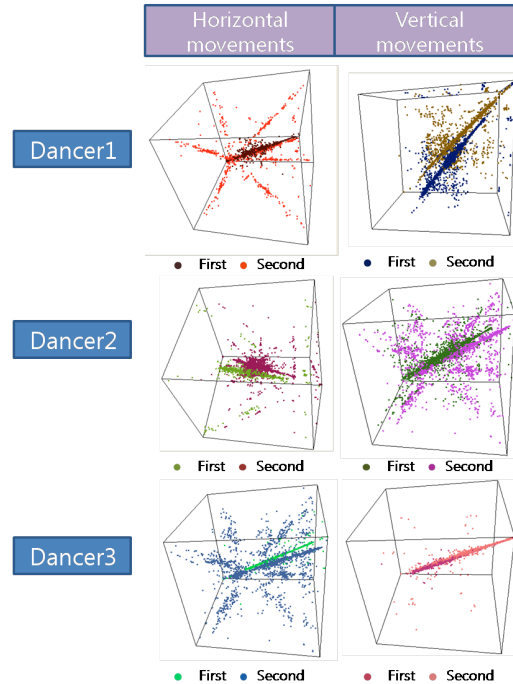 Horizontal movements
Vertical movements
Dancer1
First Second
First Second
Dancer2
First Second
First Second
Dancer3
First Second
First Second